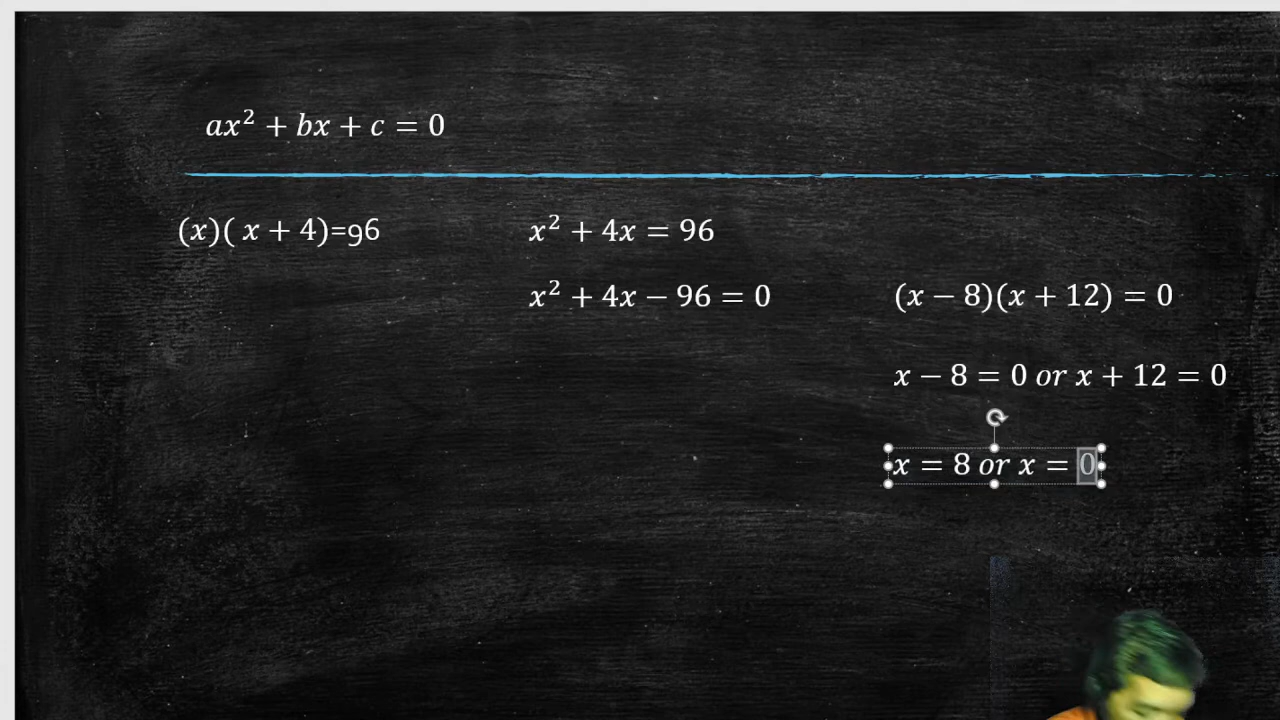 ax² + bx + c = 0
(x)( x + 4)=96
x² + 4x = 96
x² + 4x − 96 = 0
(x − 8)(x + 12) = 0
x − 8 = 0 or x + 12 = 0
x = 8 or x = 0